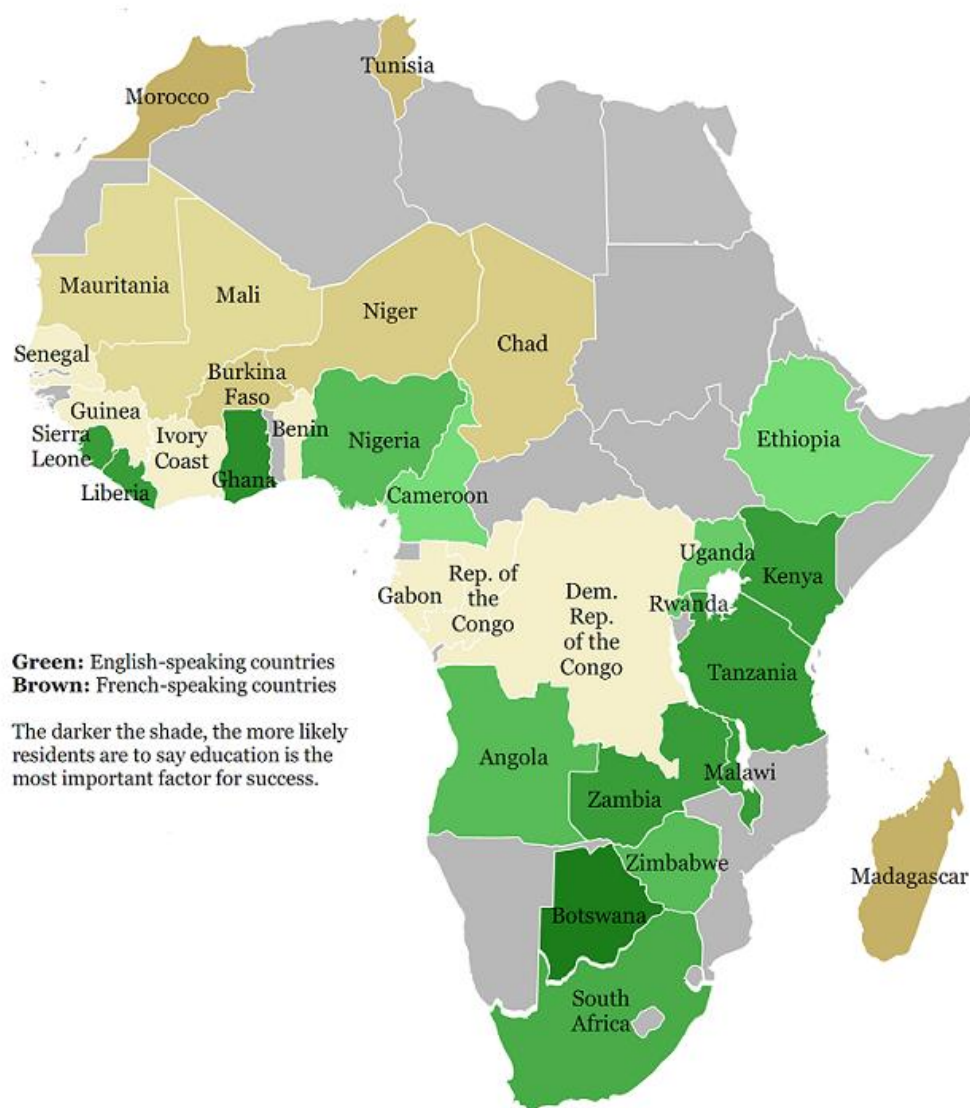 Tunisia
Morocco
Mauritania
Mali
Niger
Chad
Senegal
Burkina
Faso
Guinea
Benin
Sierra
Leone
Ivory
Coast
Nigeria
Ethiopia
Ghana
Liberia
Cameroon
Uganda
Kenya
Gabon
Rep. of
the
Congo
Dem.
Rep.
of the
Congo
Rwanda
Tanzania
Green: English-speaking countries
Brown: French-speaking countries
The darker the shade, the more likely
residents are to say education is the
most important factor for success.
Angola
Malawi
Zambia
Zimbabwe
Madagascar
Botswana
South
Africa